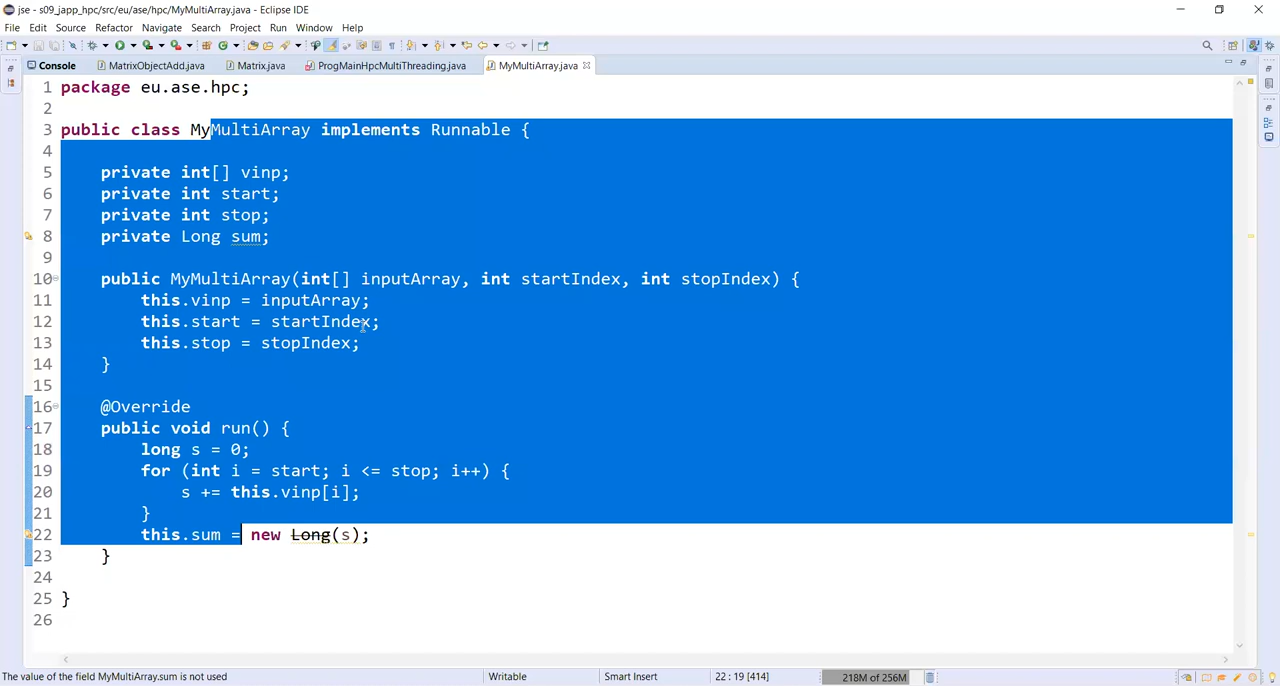 jse - s09_japp_hpc/src/eu/ase/hpc/MyMultiArray.java - Eclipse IDE
File Edit Source Refactor Navigate Search Project Run Window Help
Console MatrixObjectAdd.java Matrix.java ProgMainHpcMultiThreading.java MyMultiArray.java
1 package eu.ase.hpc;
2
3 public class MyMultiArray implements Runnable {
4
5 private int[] vinp;
6 private int start;
7 private int stop;
8 private Long sum;
9
10 public MyMultiArray(int[] inputArray, int startIndex, int stopIndex) {
11 this.vinp = inputArray;
12 this.start = startIndex;
13 this.stop = stopIndex;
14 }
15
16 @Override
17 public void run() {
18 long s = 0;
19 for (int i = start; i <= stop; i++) {
20 s += this.vinp[i];
21 }
22 this.sum = new Long(s);
23 }
24
25 }
26
The value of the field MyMultiArray.sum is not used Writable Smart Insert 22 : 19 [414] 218M of 256M